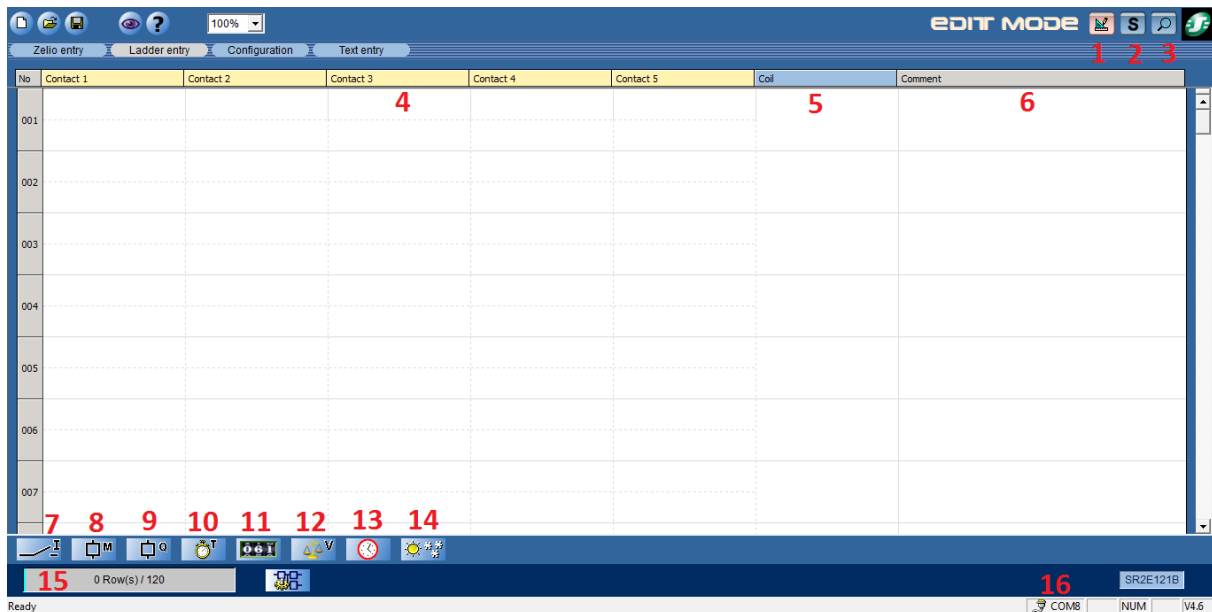 100%
EDIT MODE
S
Zelio entry Ladder entry Configuration Text entry
1 2 3
No Contact 1 Contact 2 Contact 3 Contact 4 Contact 5 Coil Comment
4 5 6
001
002
003
004
005
006
007
7 8 9 10 11 12 13 14
I M Q T 061 V
15 0 Row(s) / 120 16 SR2E121B
Ready COM8 NUM V4.6